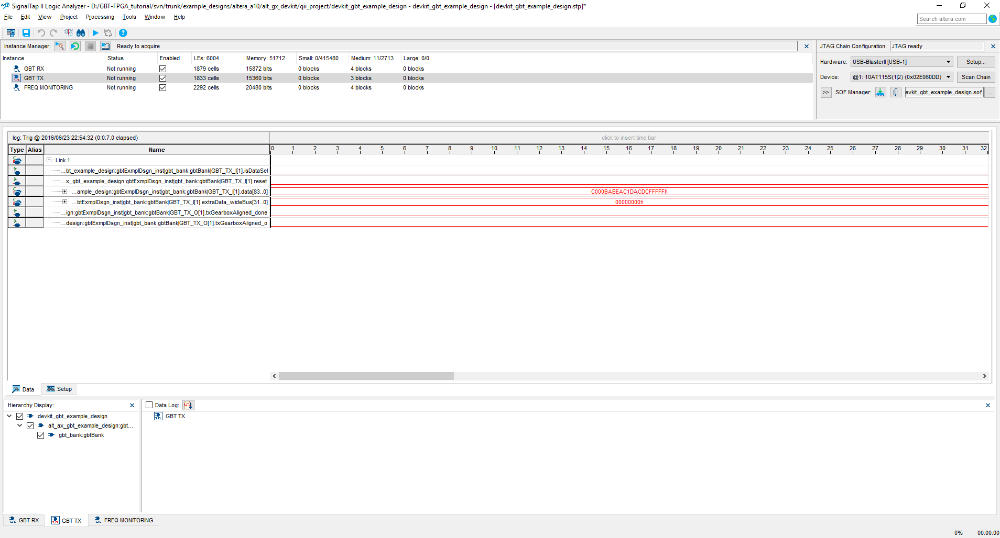 SignalTap II Logic Analyzer - D:/GBT-FPGA_tutorial/svn/trunk/example_designs/altera_a10/alt_gx_devkit/qii_project/devkit_gbt_example_design - devkit_gbt_example_design - [devkit_gbt_example_design.stp]*
File Edit View Project Processing Tools Window Help
Search altera.com
Instance Manager: Ready to acquire
JTAG Chain Configuration: JTAG ready
Instance Status Enabled LEs: 6004 Memory: 51712 Small: 0/415480 Medium: 11/2713 Large: 0/0
GBT RX Not running 1879 cells 15872 bits 0 blocks 4 blocks 0 blocks
GBT TX Not running 1833 cells 15360 bits 0 blocks 3 blocks 0 blocks
FREQ MONITORING Not running 2292 cells 20480 bits 0 blocks 4 blocks 0 blocks
Hardware: USB-BlasterII [USB-1] Setup...
Device: @1: 10AT115S(1|2) (0x02E060DD) Scan Chain
>> SOF Manager: evkit_gbt_example_design.sof ...
log: Trig @ 2016/06/23 22:54:32 (0:0:7.0 elapsed) click to insert time bar
Type Alias Name 0 1 2 3 4 5 6 7 8 9 10 11 12 13 14 15 16 17 18 19 20 21 22 23 24 25 26 27 28 29 30 31 32
Link 1
...bt_example_design:gbtExmplDsgn_inst|gbt_bank:gbtBank|GBT_TX_I[1].isDataSel
...x_gbt_example_design:gbtExmplDsgn_inst|gbt_bank:gbtBank|GBT_TX_I[1].reset
...ample_design:gbtExmplDsgn_inst|gbt_bank:gbtBank|GBT_TX_I[1].data[83..0] C000BABEAC1DACDCFFFFFh
...btExmplDsgn_inst|gbt_bank:gbtBank|GBT_TX_I[1].extraData_wideBus[31..0] 00000000h
...ign:gbtExmplDsgn_inst|gbt_bank:gbtBank|GBT_TX_O[1].txGearboxAligned_done
...design:gbtExmplDsgn_inst|gbt_bank:gbtBank|GBT_TX_O[1].txGearboxAligned_o
Data Setup
Hierarchy Display:
devkit_gbt_example_design
alt_ax_gbt_example_design:gbt...
gbt_bank:gbtBank
Data Log:
GBT TX
GBT RX GBT TX FREQ MONITORING
0% 00:00:00